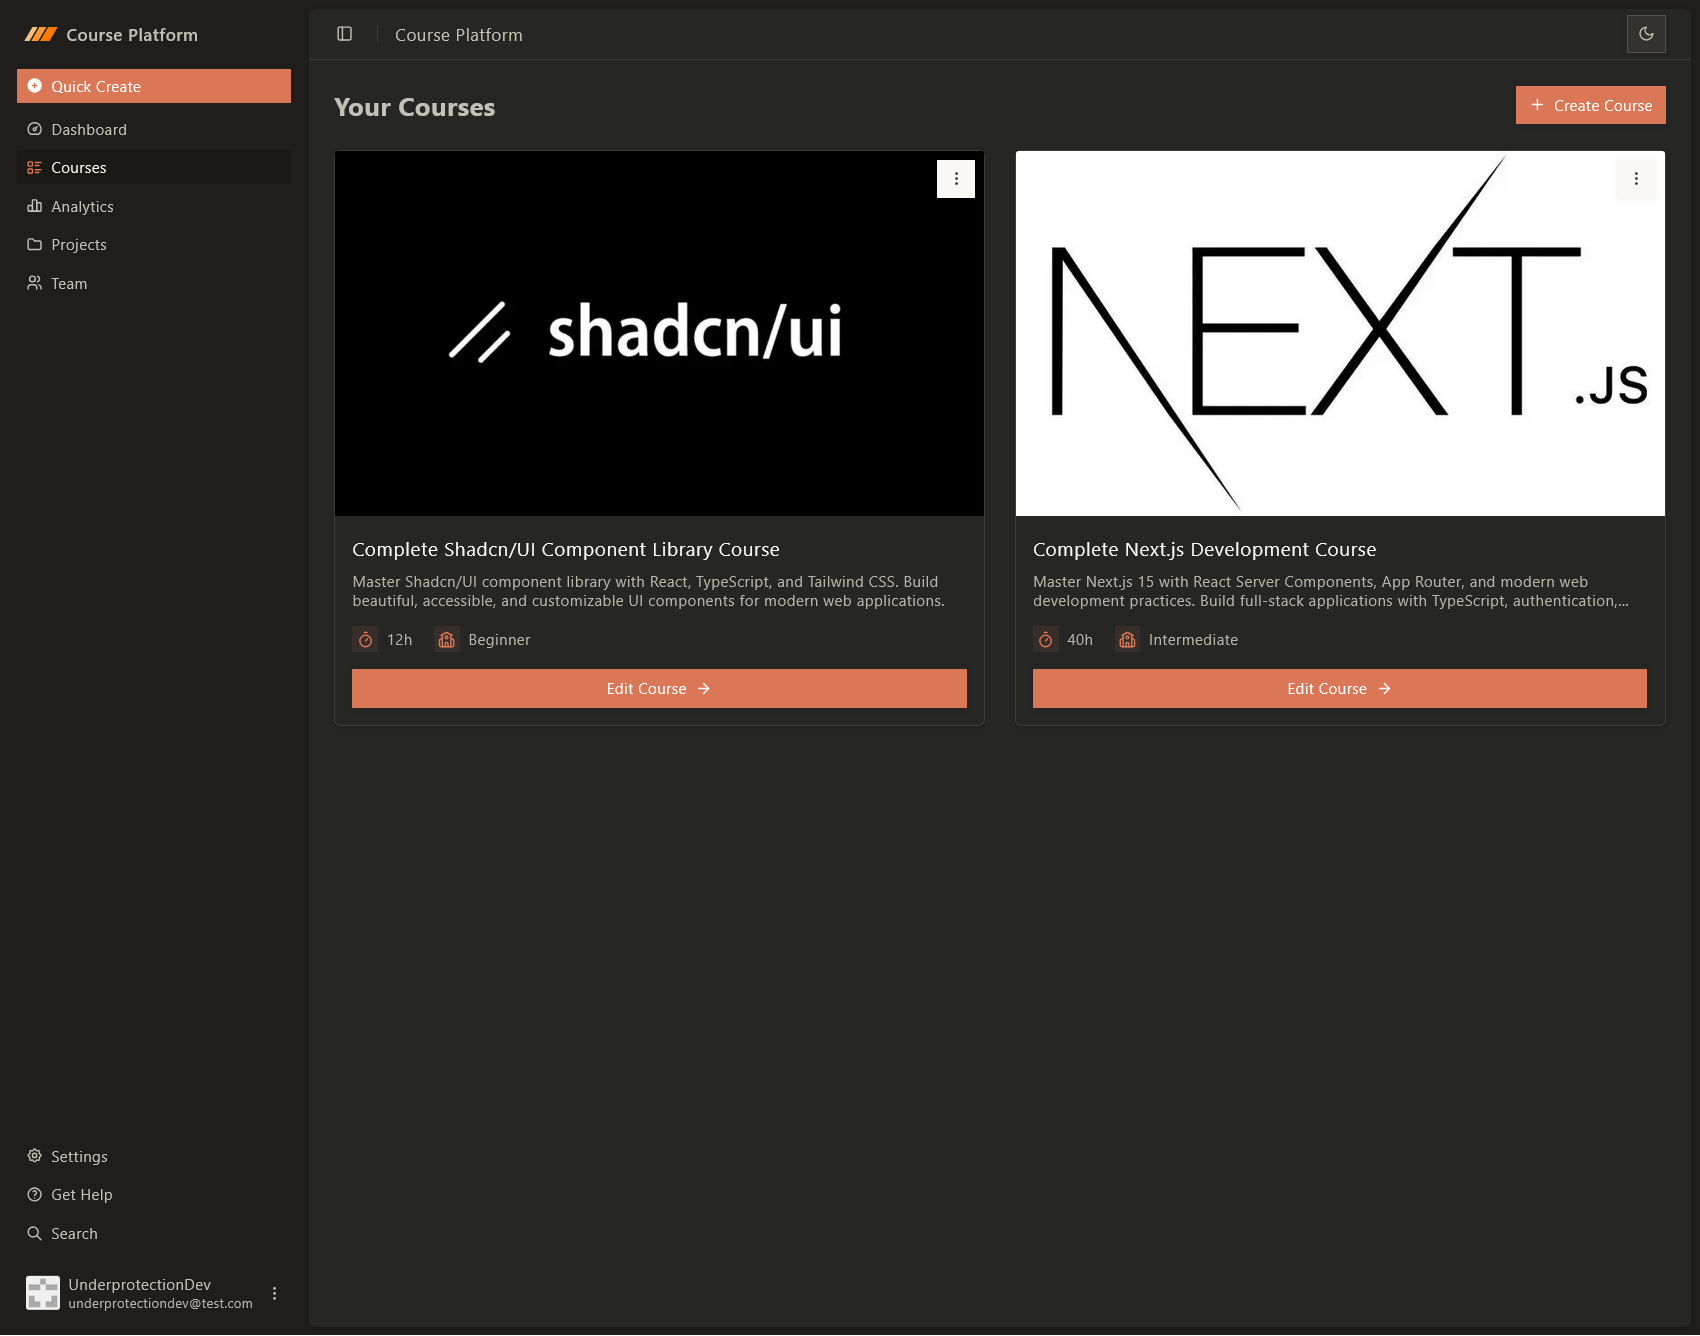 Course Platform
Quick Create
Dashboard
Courses
Analytics
Projects
Team
Settings
Get Help
Search
UnderprotectionDev
underprotectiondev@test.com
Course Platform
Your Courses
Create Course
shadcn/ui
Complete Shadcn/UI Component Library Course
Master Shadcn/UI component library with React, TypeScript, and Tailwind CSS. Build
beautiful, accessible, and customizable UI components for modern web applications.
12h
Beginner
Edit Course
NEXT
.JS
Complete Next.js Development Course
Master Next.js 15 with React Server Components, App Router, and modern web
development practices. Build full-stack applications with TypeScript, authentication,...
40h
Intermediate
Edit Course